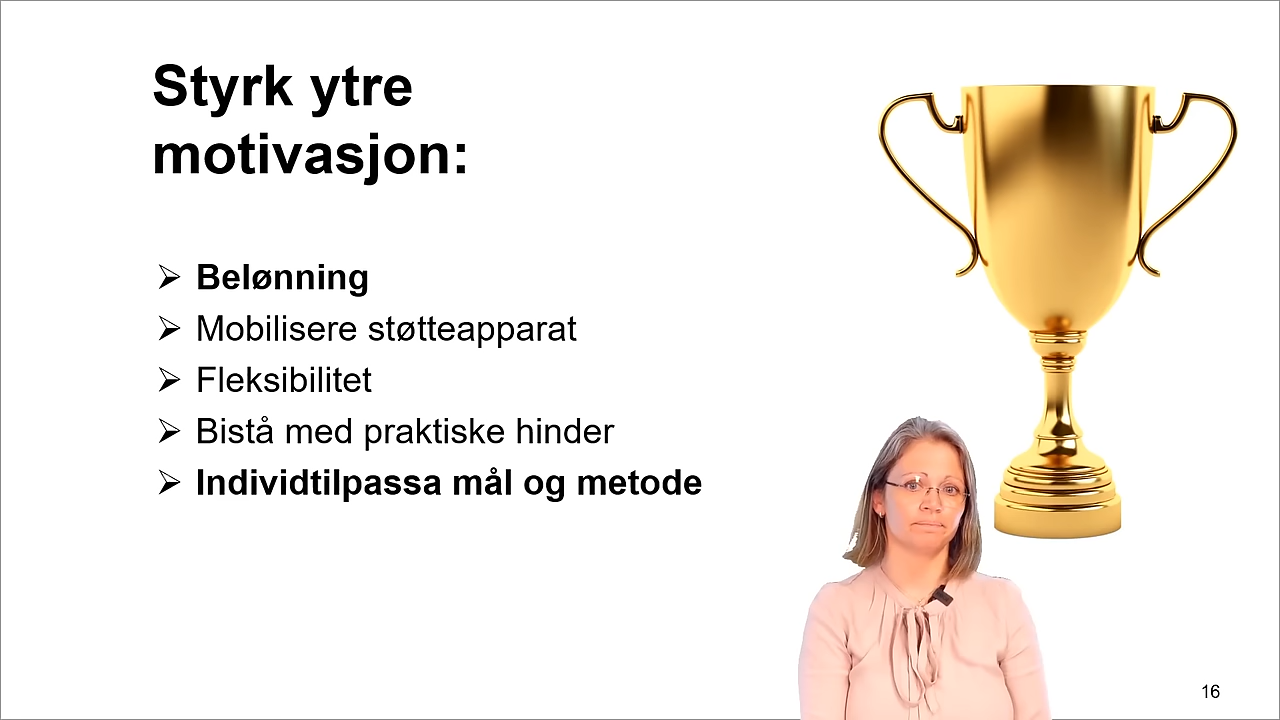 Styrk ytre
motivasjon:
Belønning
Mobilisere støtteapparat
Fleksibilitet
Bistå med praktiske hinder
Individtilpassa mål og metode
16